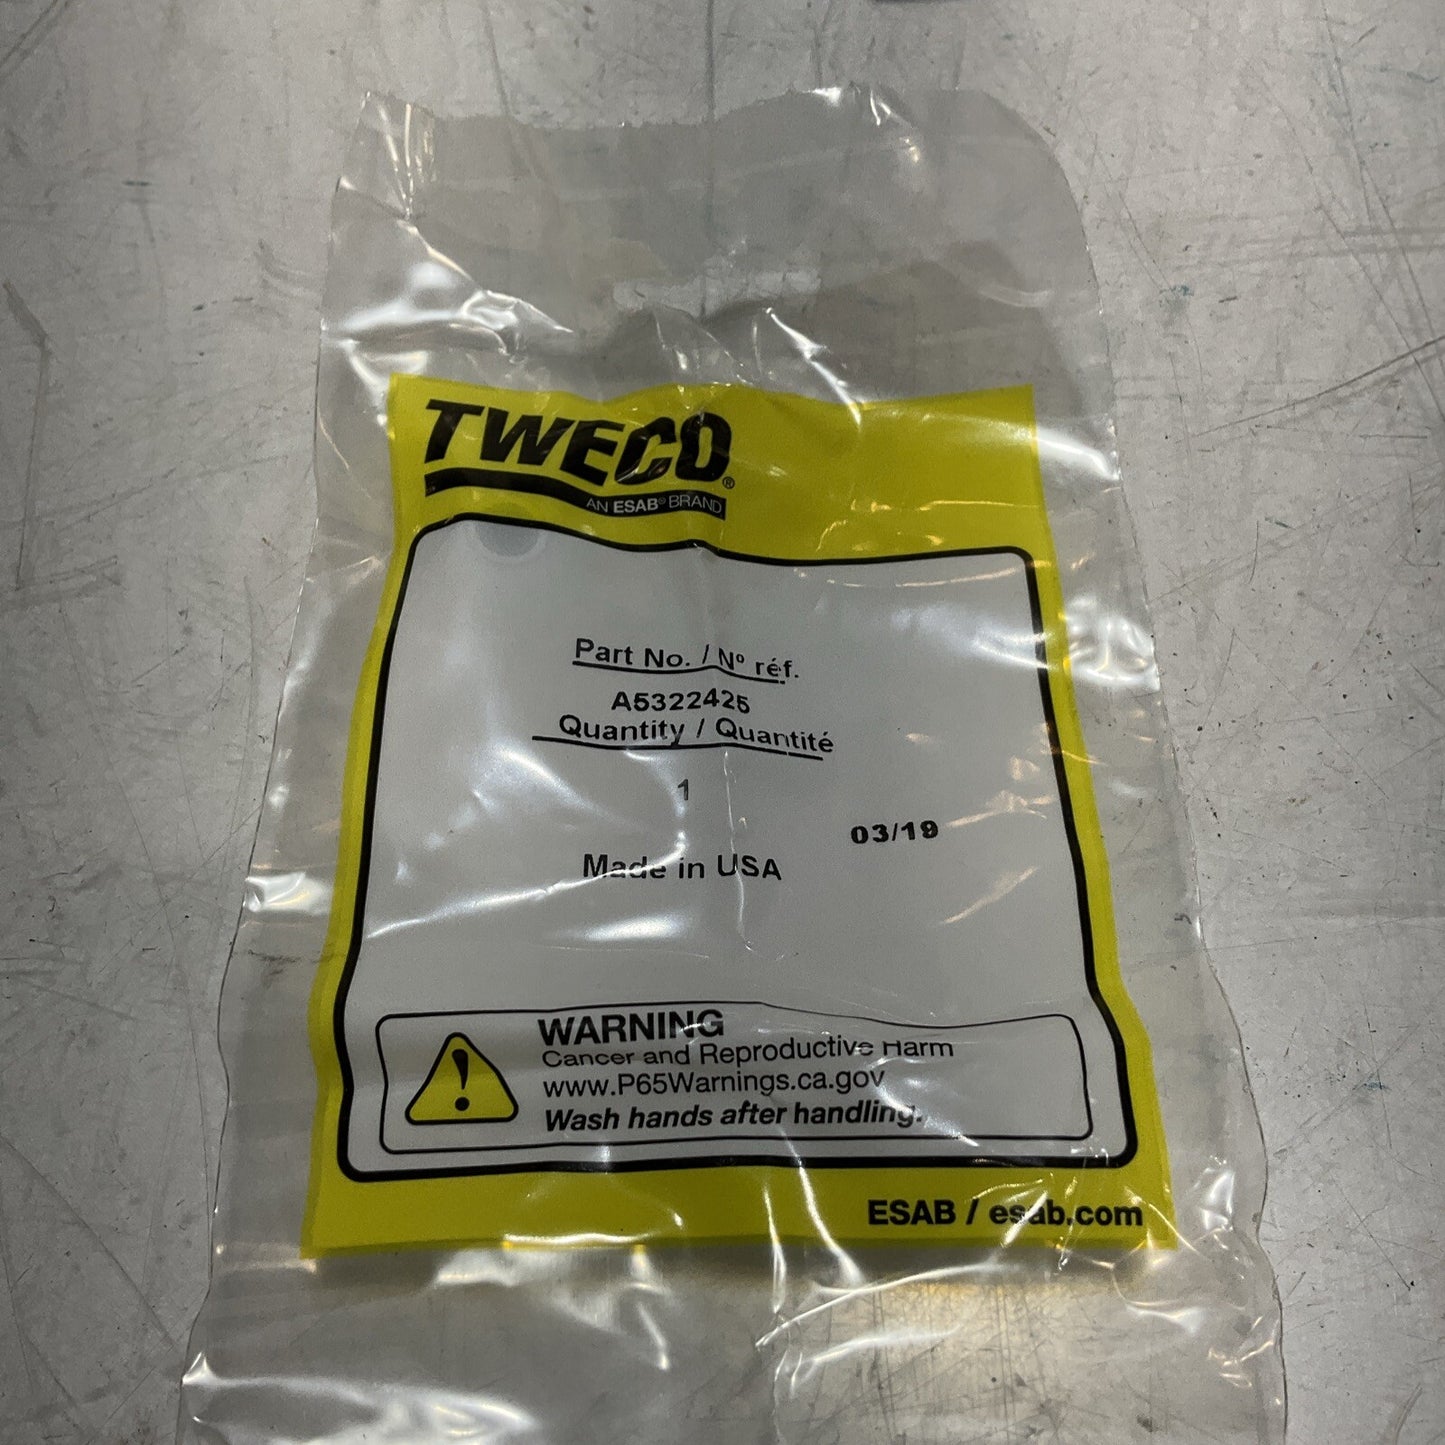 TWECO®
AN ESAB® BRAND
Part No. / Nº réf.
A5322425
Quantity / Quantité
1
03/19
Made in USA
WARNING
Cancer and Reproductive Harm
www.P65Warnings.ca.gov
Wash hands after handling.
ESAB / esab.com